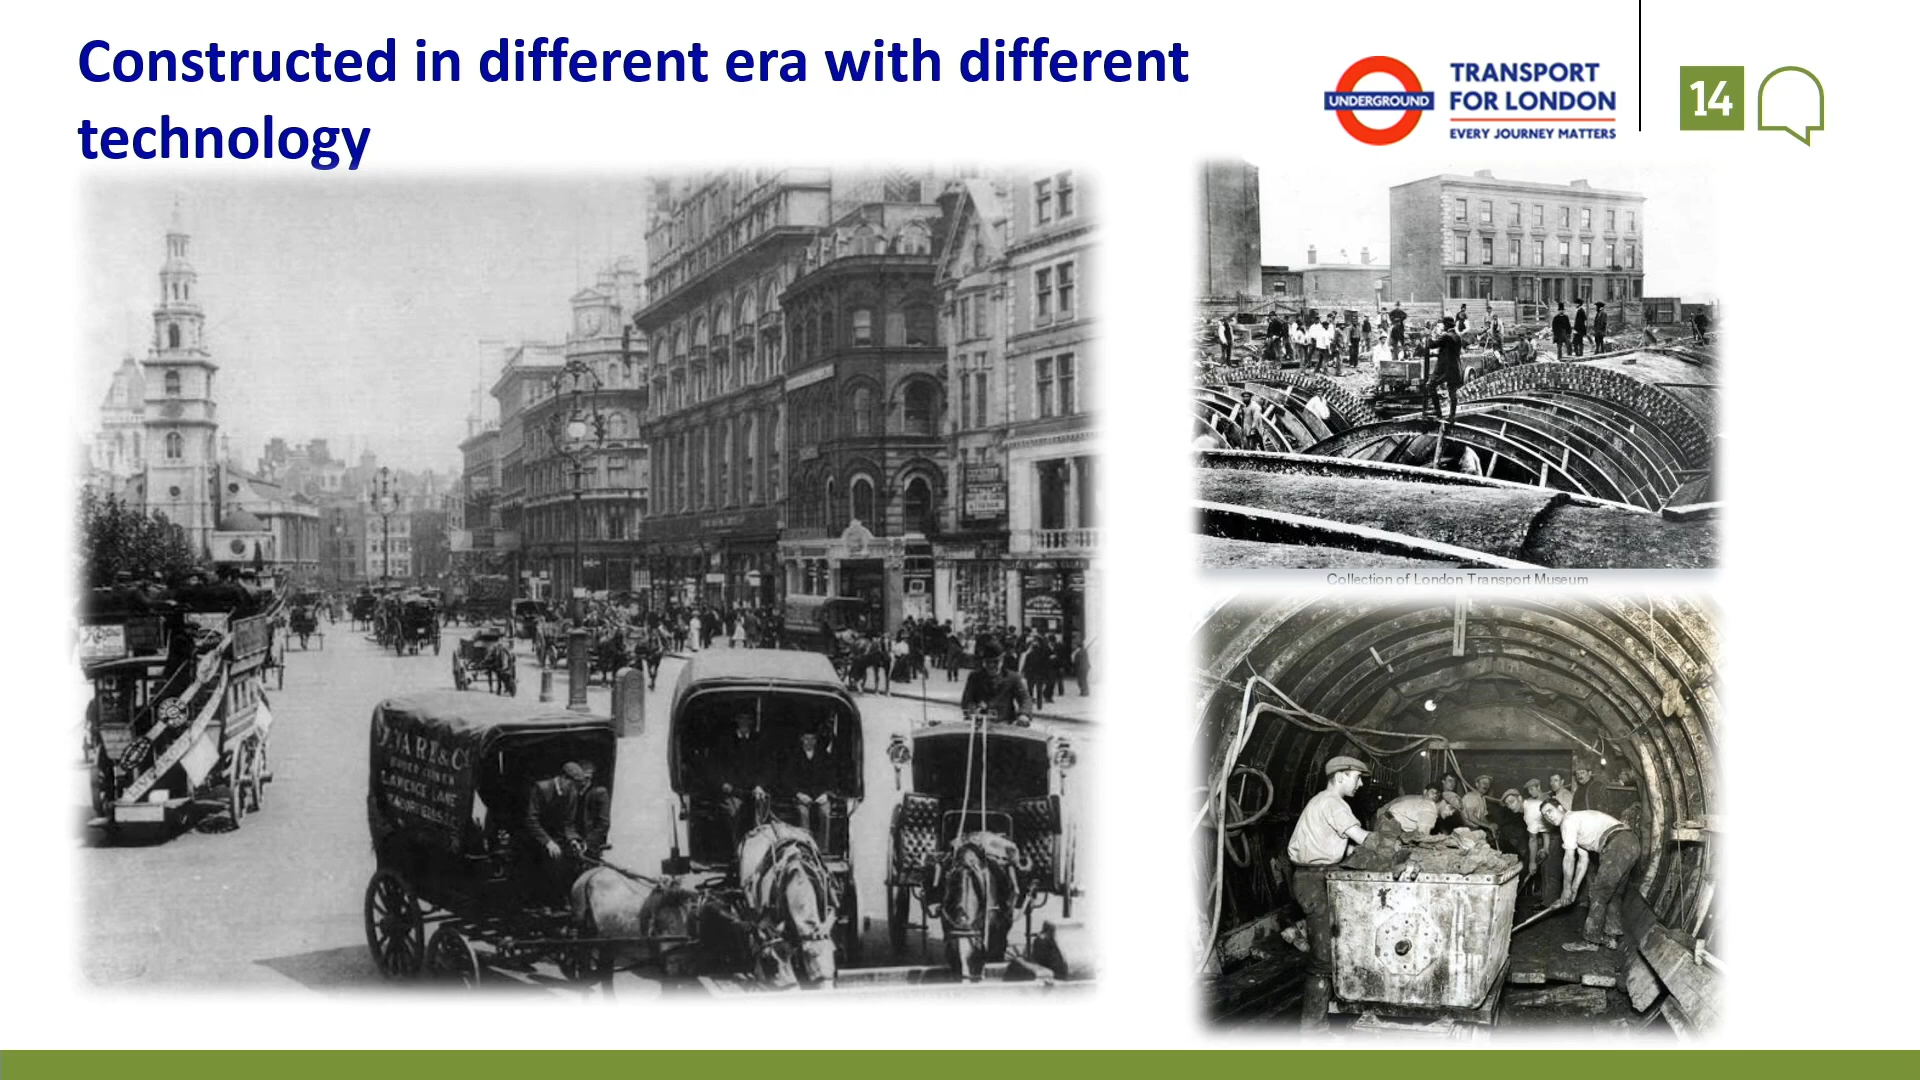 Constructed in different era with different
technology
UNDERGROUND
TRANSPORT
FOR LONDON
EVERY JOURNEY MATTERS
14
Collection of London Transport Museum